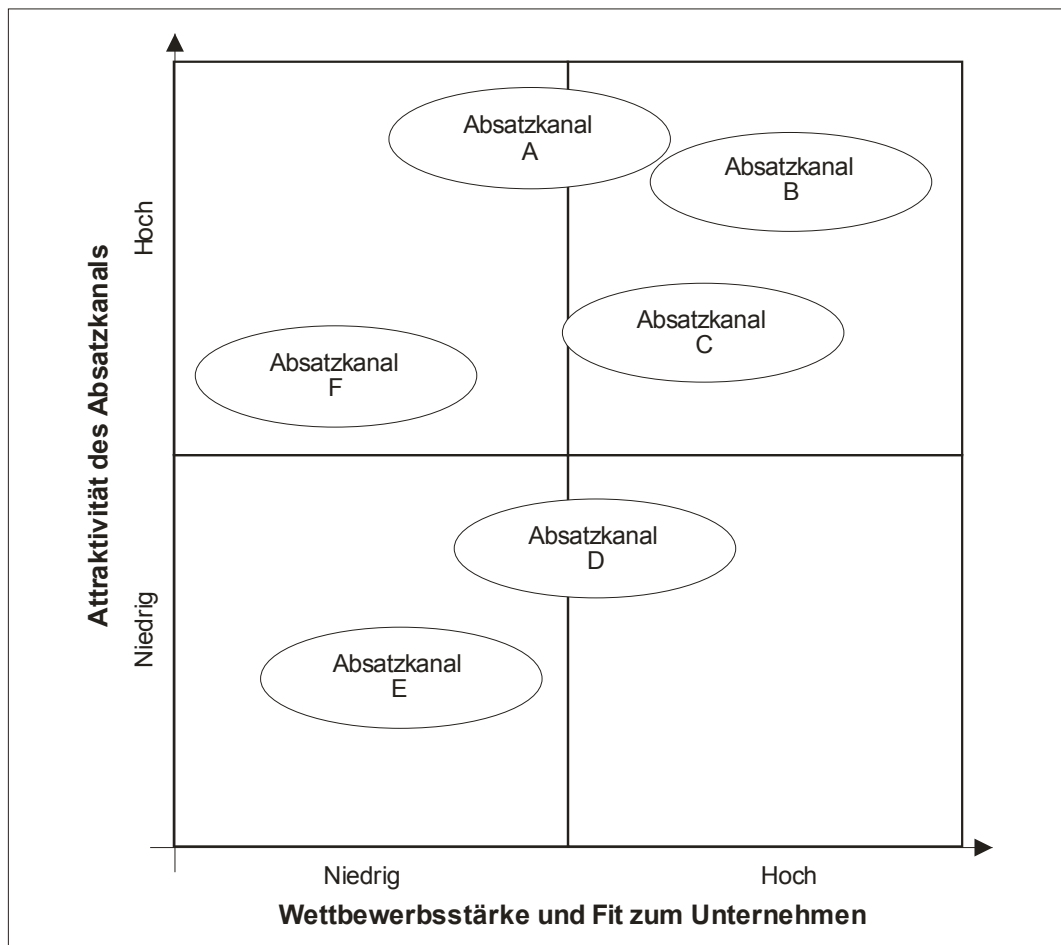 Absatzkanal
A
Absatzkanal
B
Absatzkanal
C
Absatzkanal
F
Absatzkanal
D
Absatzkanal
E
Attraktivität des Absatzkanals
Hoch
Niedrig
Niedrig
Hoch
Wettbewerbsstärke und Fit zum Unternehmen